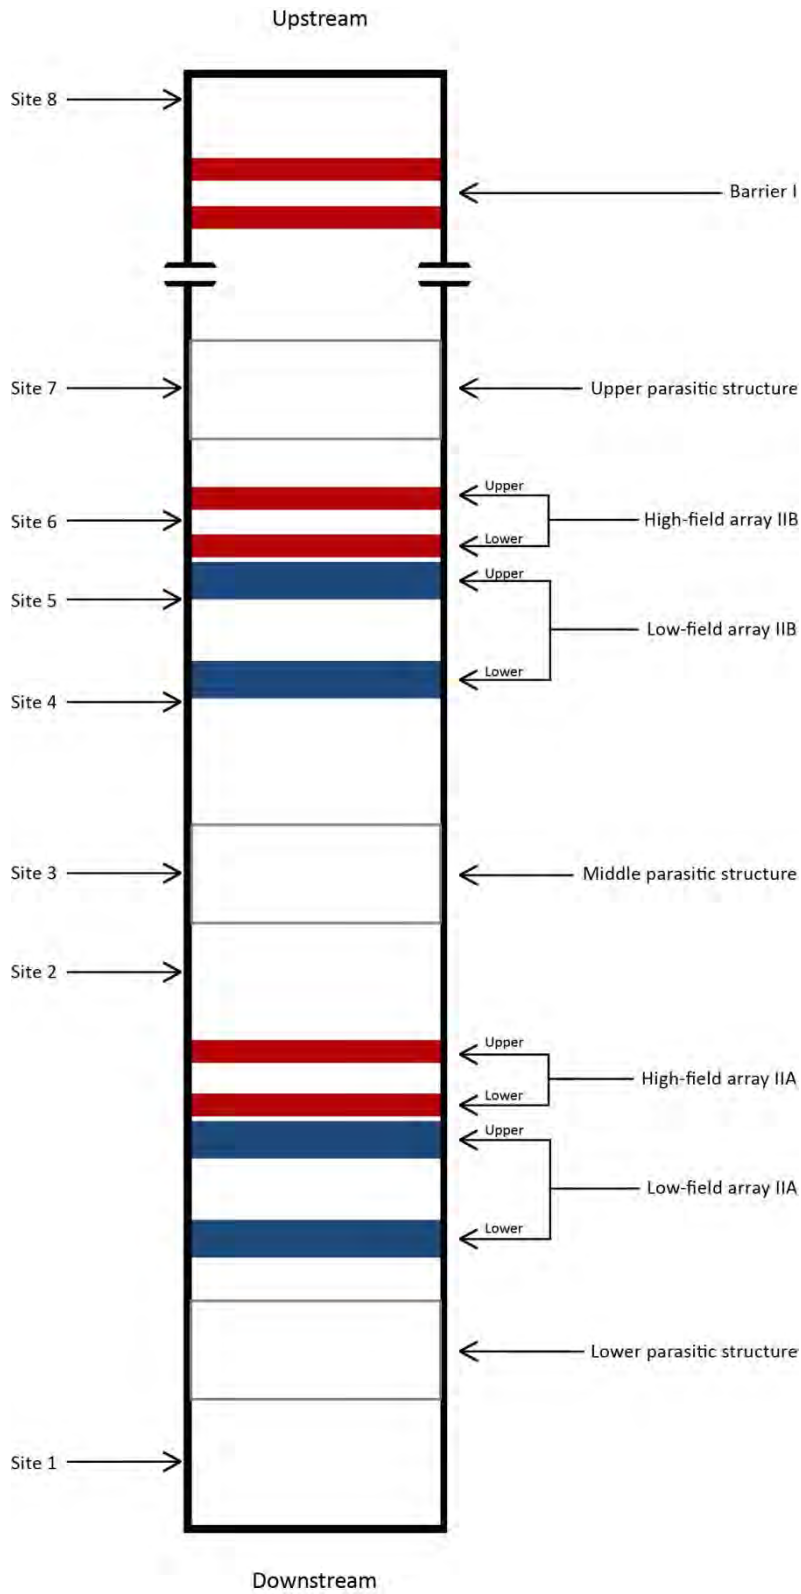 Upstream
Site 8
Barrier I
Site 7
Upper parasitic structure
Upper
Site 6
High-field array IIB
Lower
Upper
Site 5
Low-field array IIB
Lower
Site 4
Site 3
Middle parasitic structure
Site 2
Upper
High-field array IIA
Lower
Upper
Low-field array IIA
Lower
Lower parasitic structure
Site 1
Downstream